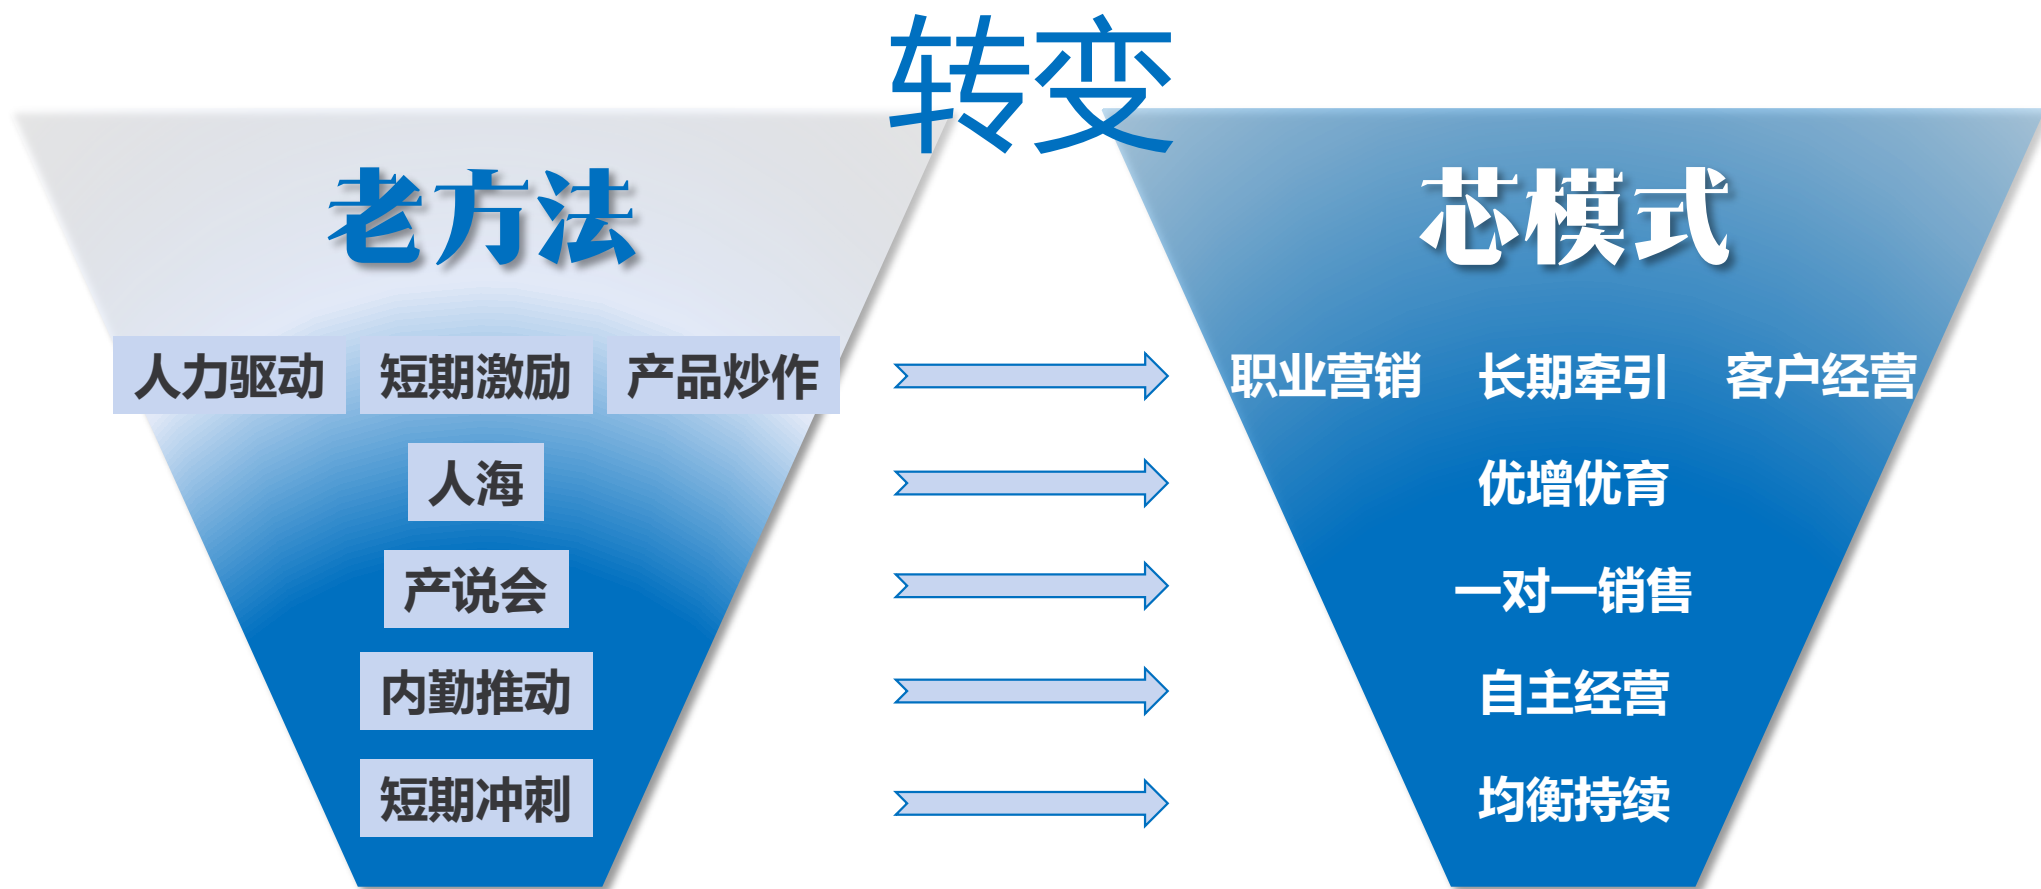 转变
老方法
芯模式
人力驱动 短期激励 产品炒作
职业营销 长期牵引 客户经营
人海
优增优育
产说会
一对一销售
内勤推动
自主经营
短期冲刺
均衡持续